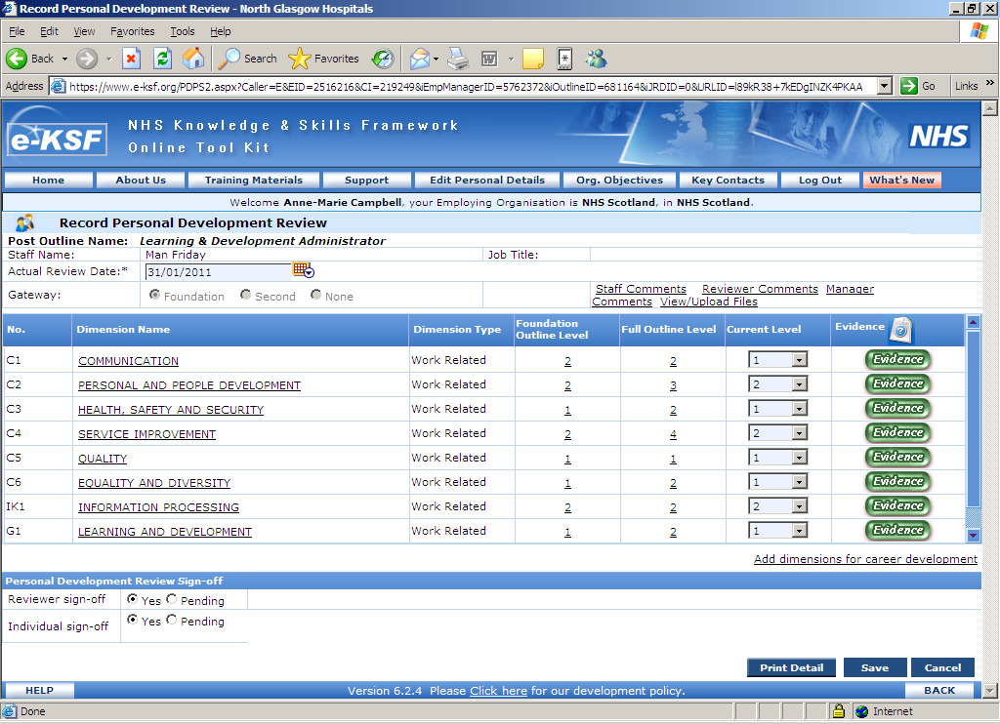 Record Personal Development Review - North Glasgow Hospitals
File Edit View Favorites Tools Help
Back Search Favorites
Address https://www.e-ksf.org/PDPS2.aspx?Caller=E&EID=2516216&CI=219249&iEmpManagerID=5762372&iOutlineID=681164&iJRDID=0&URLID=l89kR38+7kEDgINZK4PKAA Go Links »
e-KSF NHS Knowledge & Skills Framework
Online Tool Kit NHS
Home About Us Training Materials Support Edit Personal Details Org. Objectives Key Contacts Log Out What's New
Welcome Anne-Marie Campbell, your Employing Organisation is NHS Scotland, in NHS Scotland.
Record Personal Development Review
Post Outline Name: Learning & Development Administrator
Staff Name: Man Friday Job Title:
Actual Review Date:* 31/01/2011
Gateway: Foundation Second None Staff Comments Reviewer Comments Manager
Comments View/Upload Files
No. Dimension Name Dimension Type Foundation Outline Level Full Outline Level Current Level Evidence
C1 COMMUNICATION Work Related 2 2 1 Evidence
C2 PERSONAL AND PEOPLE DEVELOPMENT Work Related 2 3 2 Evidence
C3 HEALTH, SAFETY AND SECURITY Work Related 1 2 1 Evidence
C4 SERVICE IMPROVEMENT Work Related 2 4 2 Evidence
C5 QUALITY Work Related 1 1 1 Evidence
C6 EQUALITY AND DIVERSITY Work Related 1 2 1 Evidence
IK1 INFORMATION PROCESSING Work Related 2 2 2 Evidence
G1 LEARNING AND DEVELOPMENT Work Related 1 2 1 Evidence
Add dimensions for career development
Personal Development Review Sign-off
Reviewer sign-off Yes Pending
Individual sign-off Yes Pending
Print Detail Save Cancel
HELP Version 6.2.4 Please Click here for our development policy. BACK
Done Internet